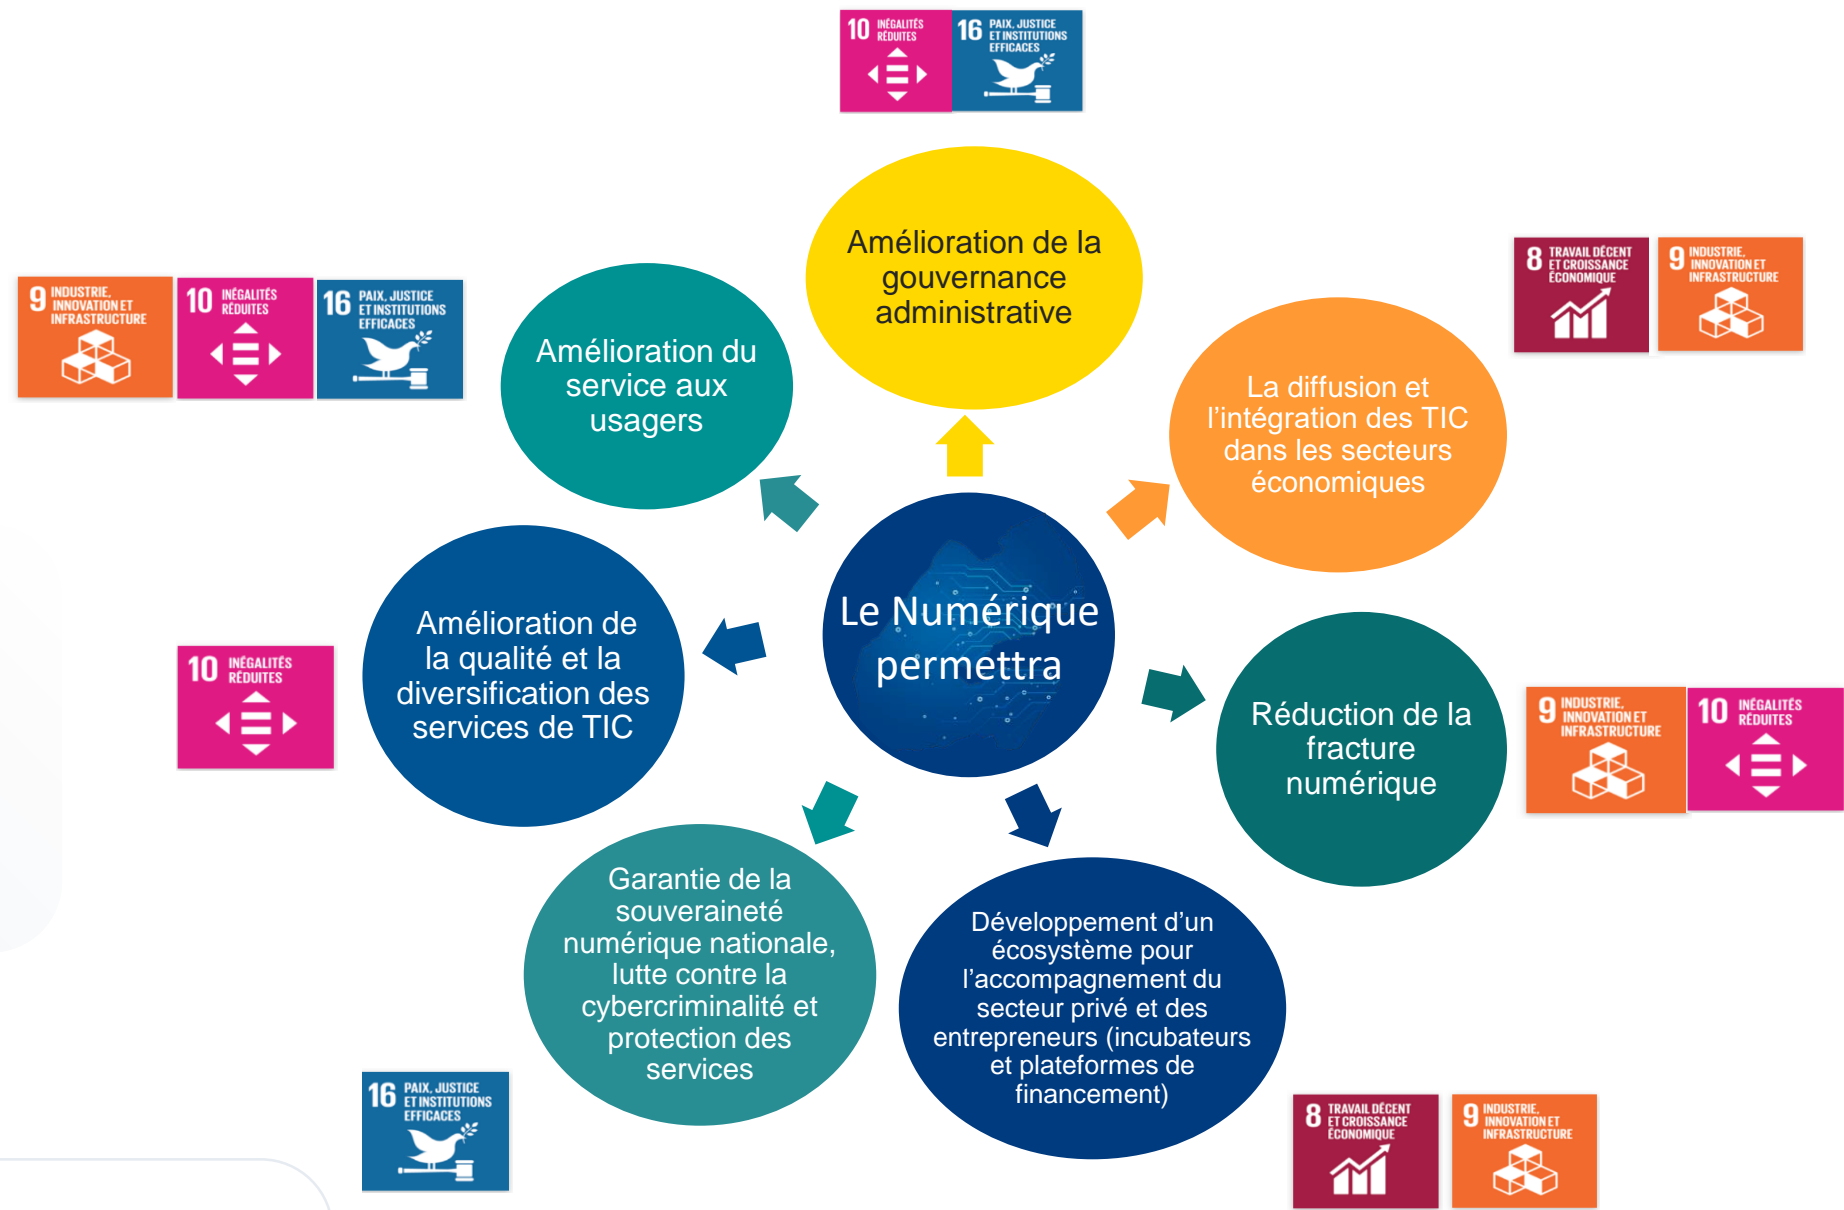 10 INÉGALITÉS
RÉDUITES
16 PAIX, JUSTICE
ET INSTITUTIONS
EFFICACES
Amélioration de la
gouvernance
administrative
8 TRAVAIL DÉCENT
ET CROISSANCE
ÉCONOMIQUE
9 INDUSTRIE,
INNOVATION ET
INFRASTRUCTURE
La diffusion et
l’intégration des TIC
dans les secteurs
économiques
9 INDUSTRIE,
INNOVATION ET
INFRASTRUCTURE
10 INÉGALITÉS
RÉDUITES
16 PAIX, JUSTICE
ET INSTITUTIONS
EFFICACES
Amélioration du
service aux
usagers
Le Numérique
permettra
Amélioration de
la qualité et la
diversification des
services de TIC
10 INÉGALITÉS
RÉDUITES
Réduction de la
fracture
numérique
9 INDUSTRIE,
INNOVATION ET
INFRASTRUCTURE
10 INÉGALITÉS
RÉDUITES
Garantie de la
souveraineté
numérique nationale,
lutte contre la
cybercriminalité et
protection des
services
16 PAIX, JUSTICE
ET INSTITUTIONS
EFFICACES
Développement d’un
écosystème pour
l’accompagnement du
secteur privé et des
entrepreneurs (incubateurs
et plateformes de
financement)
8 TRAVAIL DÉCENT
ET CROISSANCE
ÉCONOMIQUE
9 INDUSTRIE,
INNOVATION ET
INFRASTRUCTURE